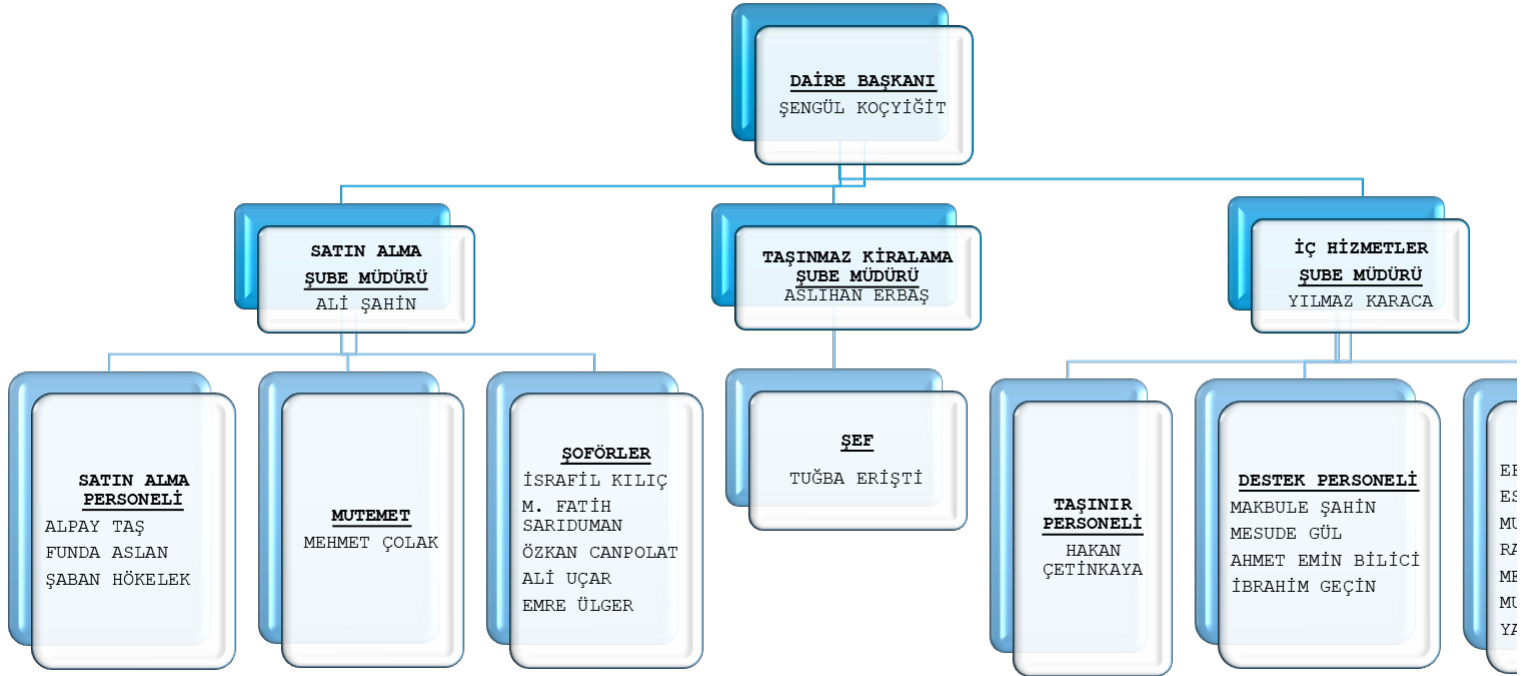 DAİRE BAŞKANI
ŞENGÜL KOÇYİĞİT
SATIN ALMA
ŞUBE MÜDÜRÜ
ALİ ŞAHİN
TAŞINMAZ KİRALAMA
ŞUBE MÜDÜRÜ
ASLIHAN ERBAŞ
İÇ HİZMETLER
ŞUBE MÜDÜRÜ
YILMAZ KARACA
SATIN ALMA
PERSONELİ
ALPAY TAŞ
FUNDA ASLAN
ŞABAN HÖKELEK
MUTEMET
MEHMET ÇOLAK
ŞOFÖRLER
İSRAFİL KILIÇ
M. FATİH
SARIDUMAN
ÖZKAN CANPOLAT
ALİ UÇAR
EMRE ÜLGER
ŞEF
TUĞBA ERİŞTİ
TAŞINIR
PERSONELİ
HAKAN
ÇETİNKAYA
DESTEK PERSONELİ
MAKBULE ŞAHİN
MESUDE GÜL
AHMET EMİN BİLİCİ
İBRAHİM GEÇİN